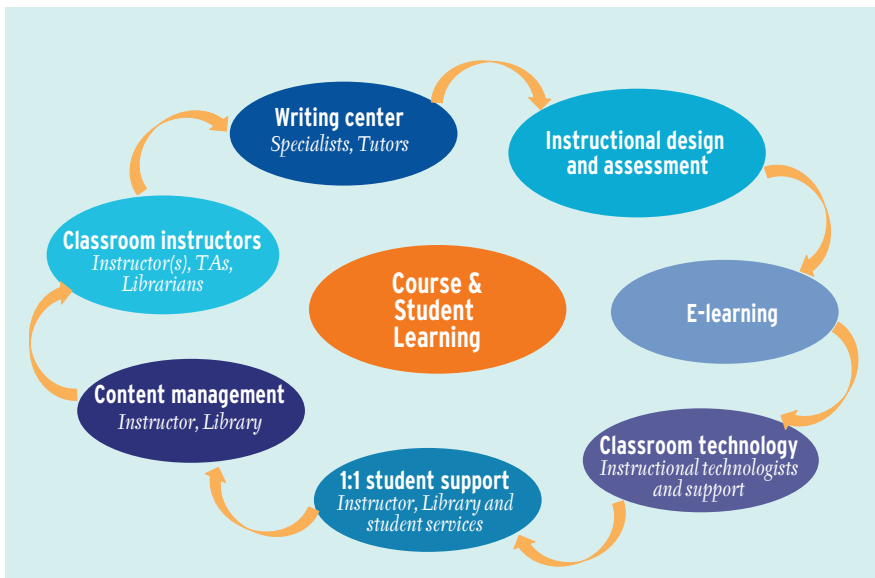 Writing center
Specialists, Tutors
Instructional design
and assessment
Classroom instructors
Instructor(s), TAs,
Librarians
Course &
Student
Learning
E-learning
Content management
Instructor, Library
Classroom technology
Instructional technologists
and support
1:1 student support
Instructor, Library and
student services